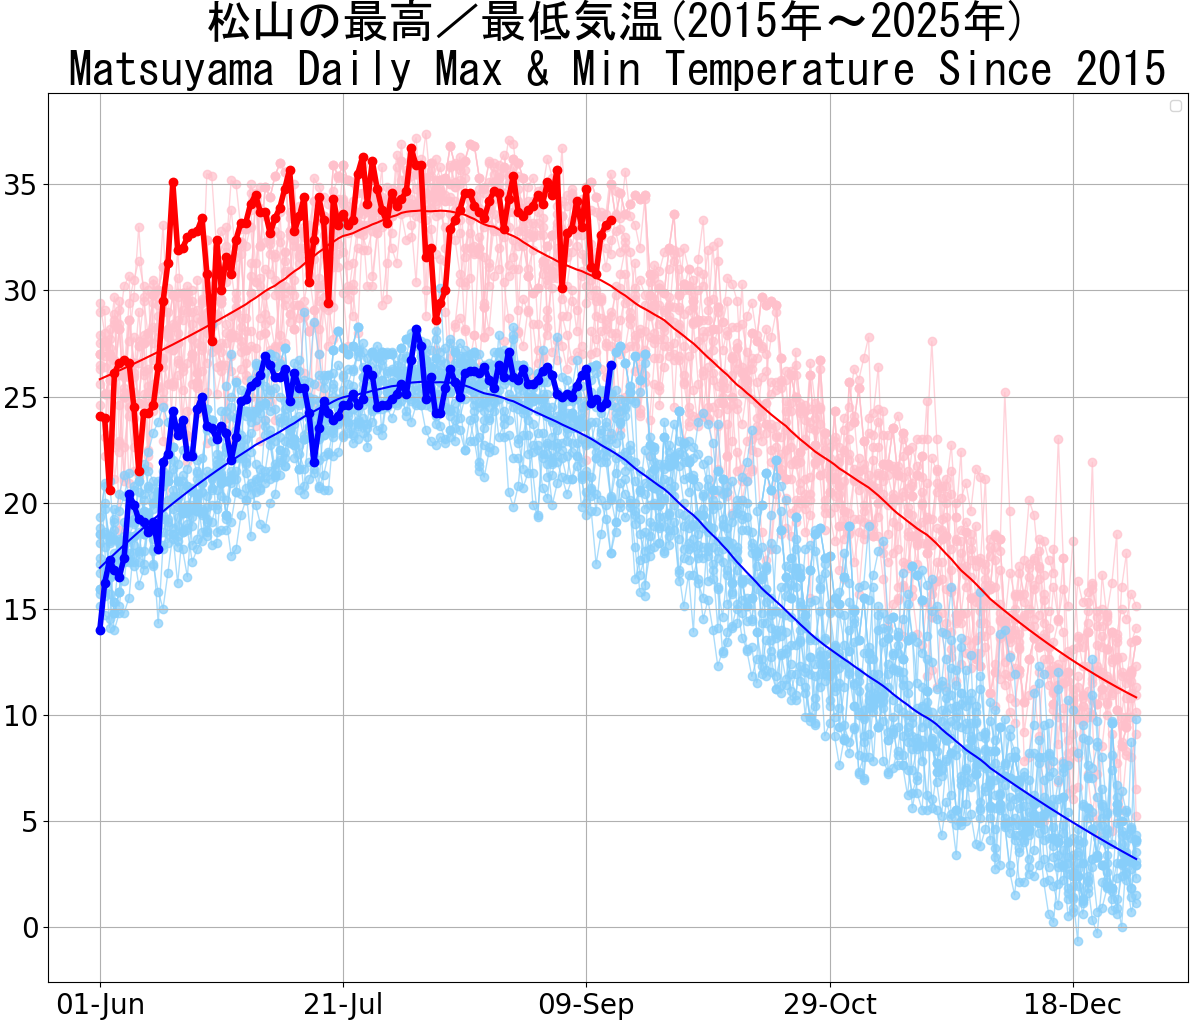 松山の最高／最低気温(2015年～2025年)
Matsuyama Daily Max & Min Temperature Since 2015
35
30
25
20
15
10
5
0
01-Jun 21-Jul 09-Sep 29-Oct 18-Dec